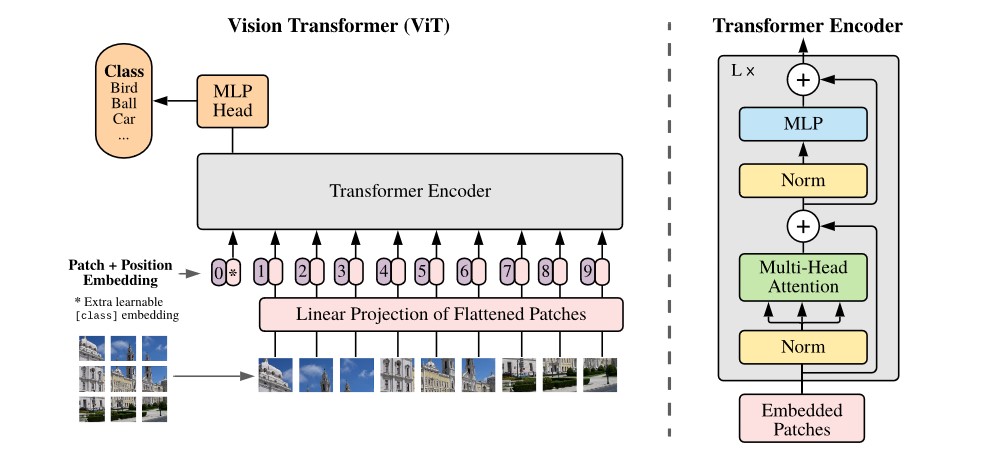 Vision Transformer (ViT)
Class
Bird
Ball
Car
...
MLP
Head
Transformer Encoder
Patch + Position
Embedding
* Extra learnable
[class] embedding
0 * 1 2 3 4 5 6 7 8 9
Linear Projection of Flattened Patches
Transformer Encoder
L ×
+
MLP
Norm
+
Multi-Head
Attention
Norm
Embedded
Patches